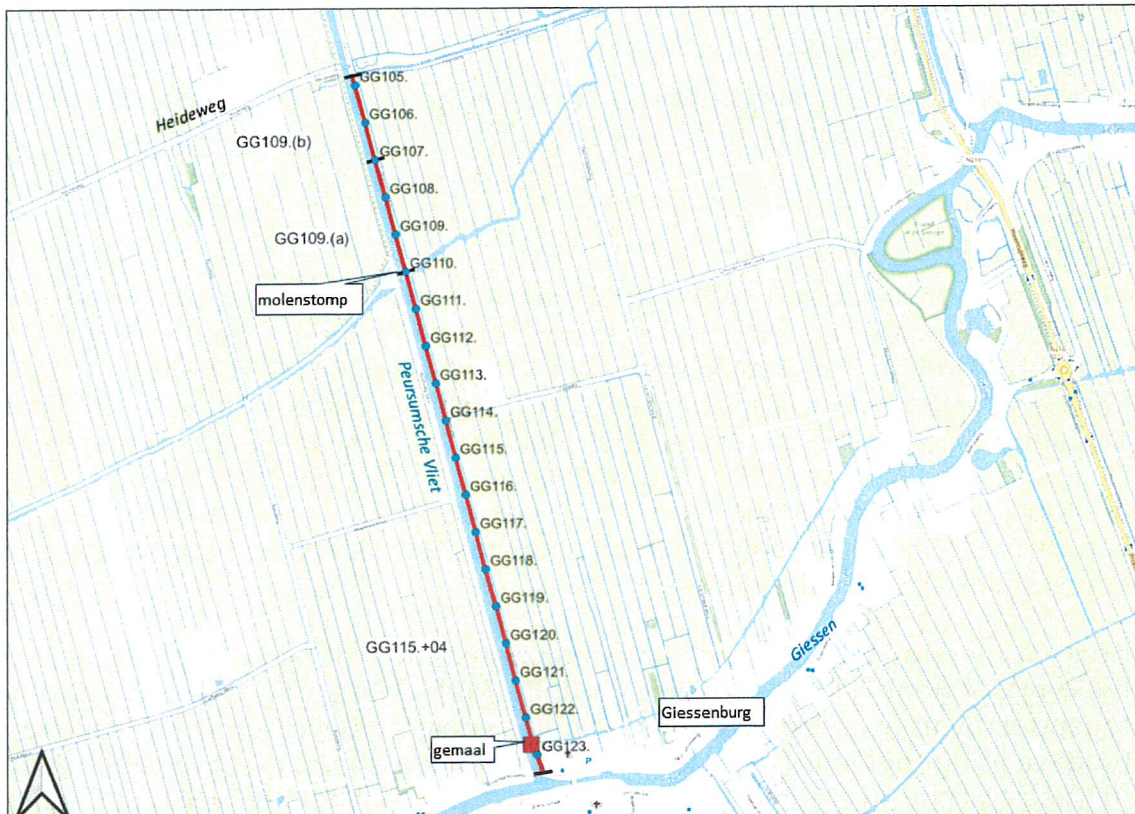 GG105.
Heideweg
GG106.
GG109.(b)
GG107.
GG108.
GG109.
GG109.(a)
GG110.
molenstomp
GG111.
GG112.
GG113.
Peursumsche Vliet
GG114.
GG115.
GG116.
GG117.
GG118.
GG119.
GG120.
GG115.+04
Giessen
GG121.
GG122.
Giessenburg
gemaal
GG123.
P